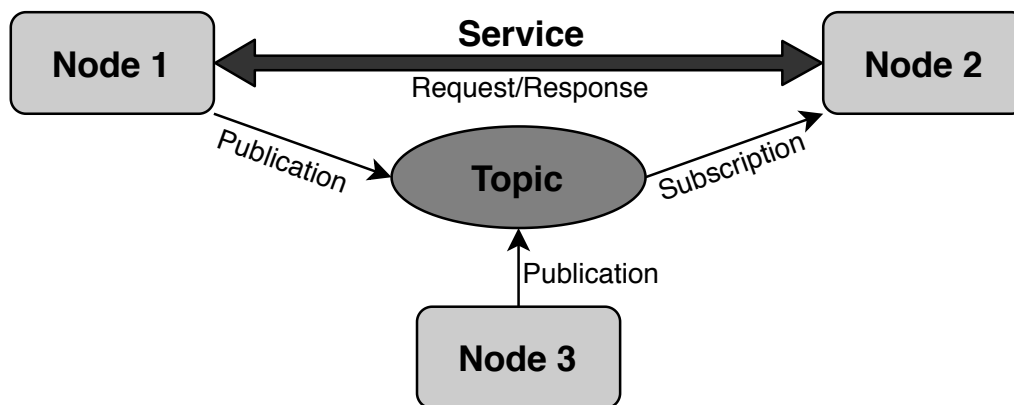 Node 1
Service
Request/Response
Node 2
Publication
Topic
Subscription
Publication
Node 3